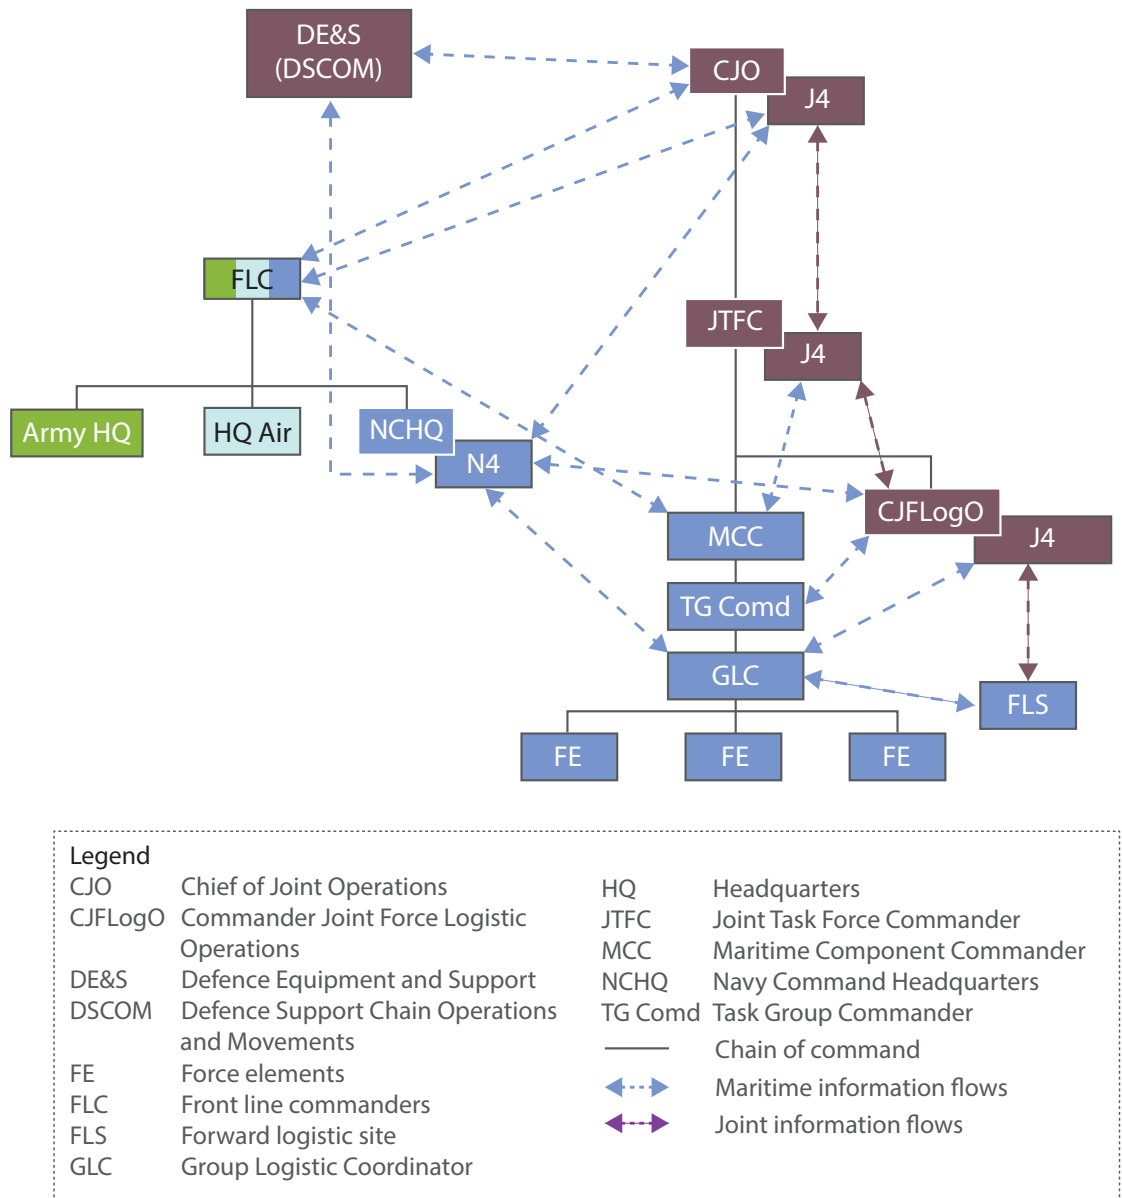 DE&S
(DSCOM)
CJO
J4
FLC
JTFC
J4
Army HQ
HQ Air
NCHQ
N4
CJFLogO
J4
MCC
TG Comd
GLC
FLS
FE
FE
FE
Legend
CJO Chief of Joint Operations
CJFLogO Commander Joint Force Logistic
Operations
DE&S Defence Equipment and Support
DSCOM Defence Support Chain Operations
and Movements
FE Force elements
FLC Front line commanders
FLS Forward logistic site
GLC Group Logistic Coordinator
HQ Headquarters
JTFC Joint Task Force Commander
MCC Maritime Component Commander
NCHQ Navy Command Headquarters
TG Comd Task Group Commander
Chain of command
Maritime information flows
Joint information flows